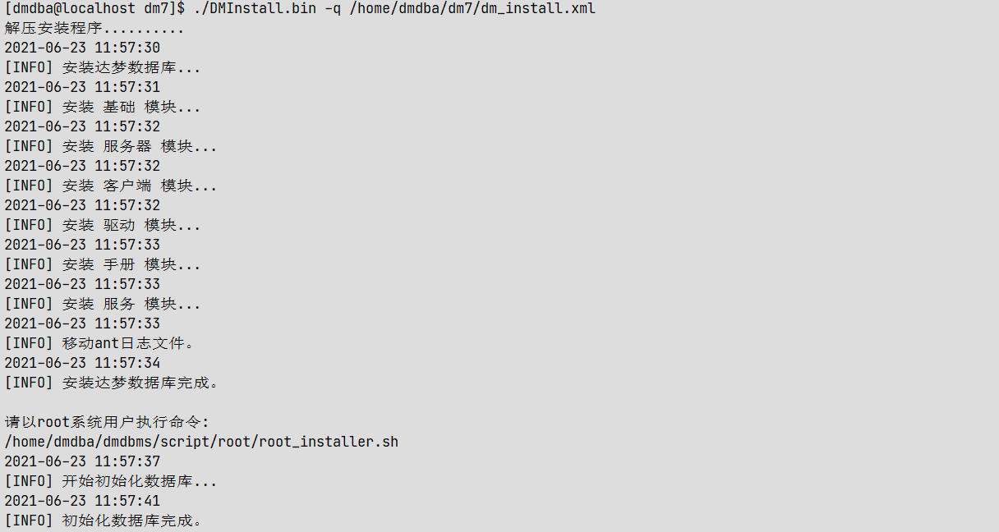 [dmdba@localhost dm7]$ ./DMInstall.bin -q /home/dmdba/dm7/dm_install.xml
解压安装程序..........
2021-06-23 11:57:30
[INFO] 安装达梦数据库...
2021-06-23 11:57:31
[INFO] 安装 基础 模块...
2021-06-23 11:57:32
[INFO] 安装 服务器 模块...
2021-06-23 11:57:32
[INFO] 安装 客户端 模块...
2021-06-23 11:57:32
[INFO] 安装 驱动 模块...
2021-06-23 11:57:33
[INFO] 安装 手册 模块...
2021-06-23 11:57:33
[INFO] 安装 服务 模块...
2021-06-23 11:57:33
[INFO] 移动ant日志文件。
2021-06-23 11:57:34
[INFO] 安装达梦数据库完成。
请以root系统用户执行命令:
/home/dmdba/dmdbms/script/root/root_installer.sh
2021-06-23 11:57:37
[INFO] 开始初始化数据库...
2021-06-23 11:57:41
[INFO] 初始化数据库完成。